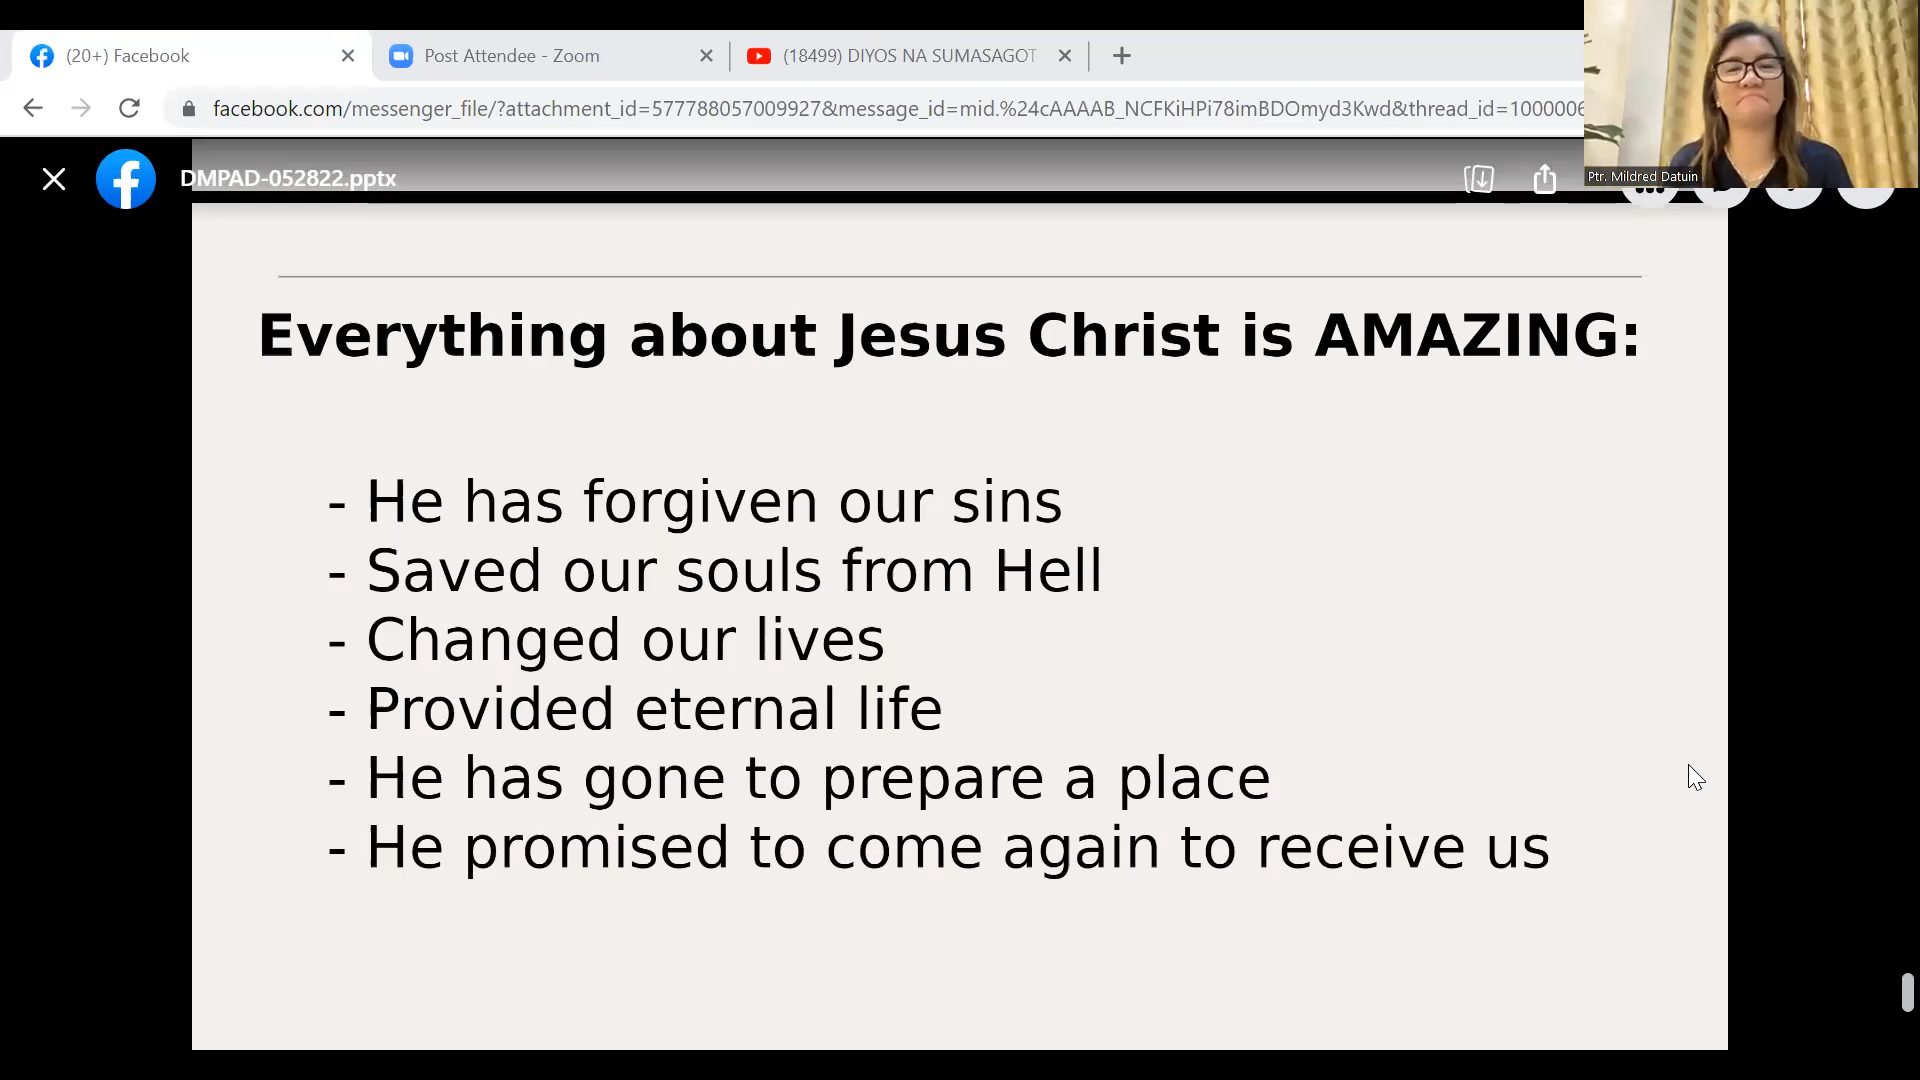 (20+) Facebook
Post Attendee - Zoom
(18499) DIYOS NA SUMASAGOT
facebook.com/messenger_file/?attachment_id=577788057009927&message_id=mid.%24cAAAAB_NCFKiHPi78imBDOmyd3Kwd&thread_id=1000006
DMPAD-052822.pptx
Ptr. Mildred Datuin
Everything about Jesus Christ is AMAZING:
- He has forgiven our sins
- Saved our souls from Hell
- Changed our lives
- Provided eternal life
- He has gone to prepare a place
- He promised to come again to receive us